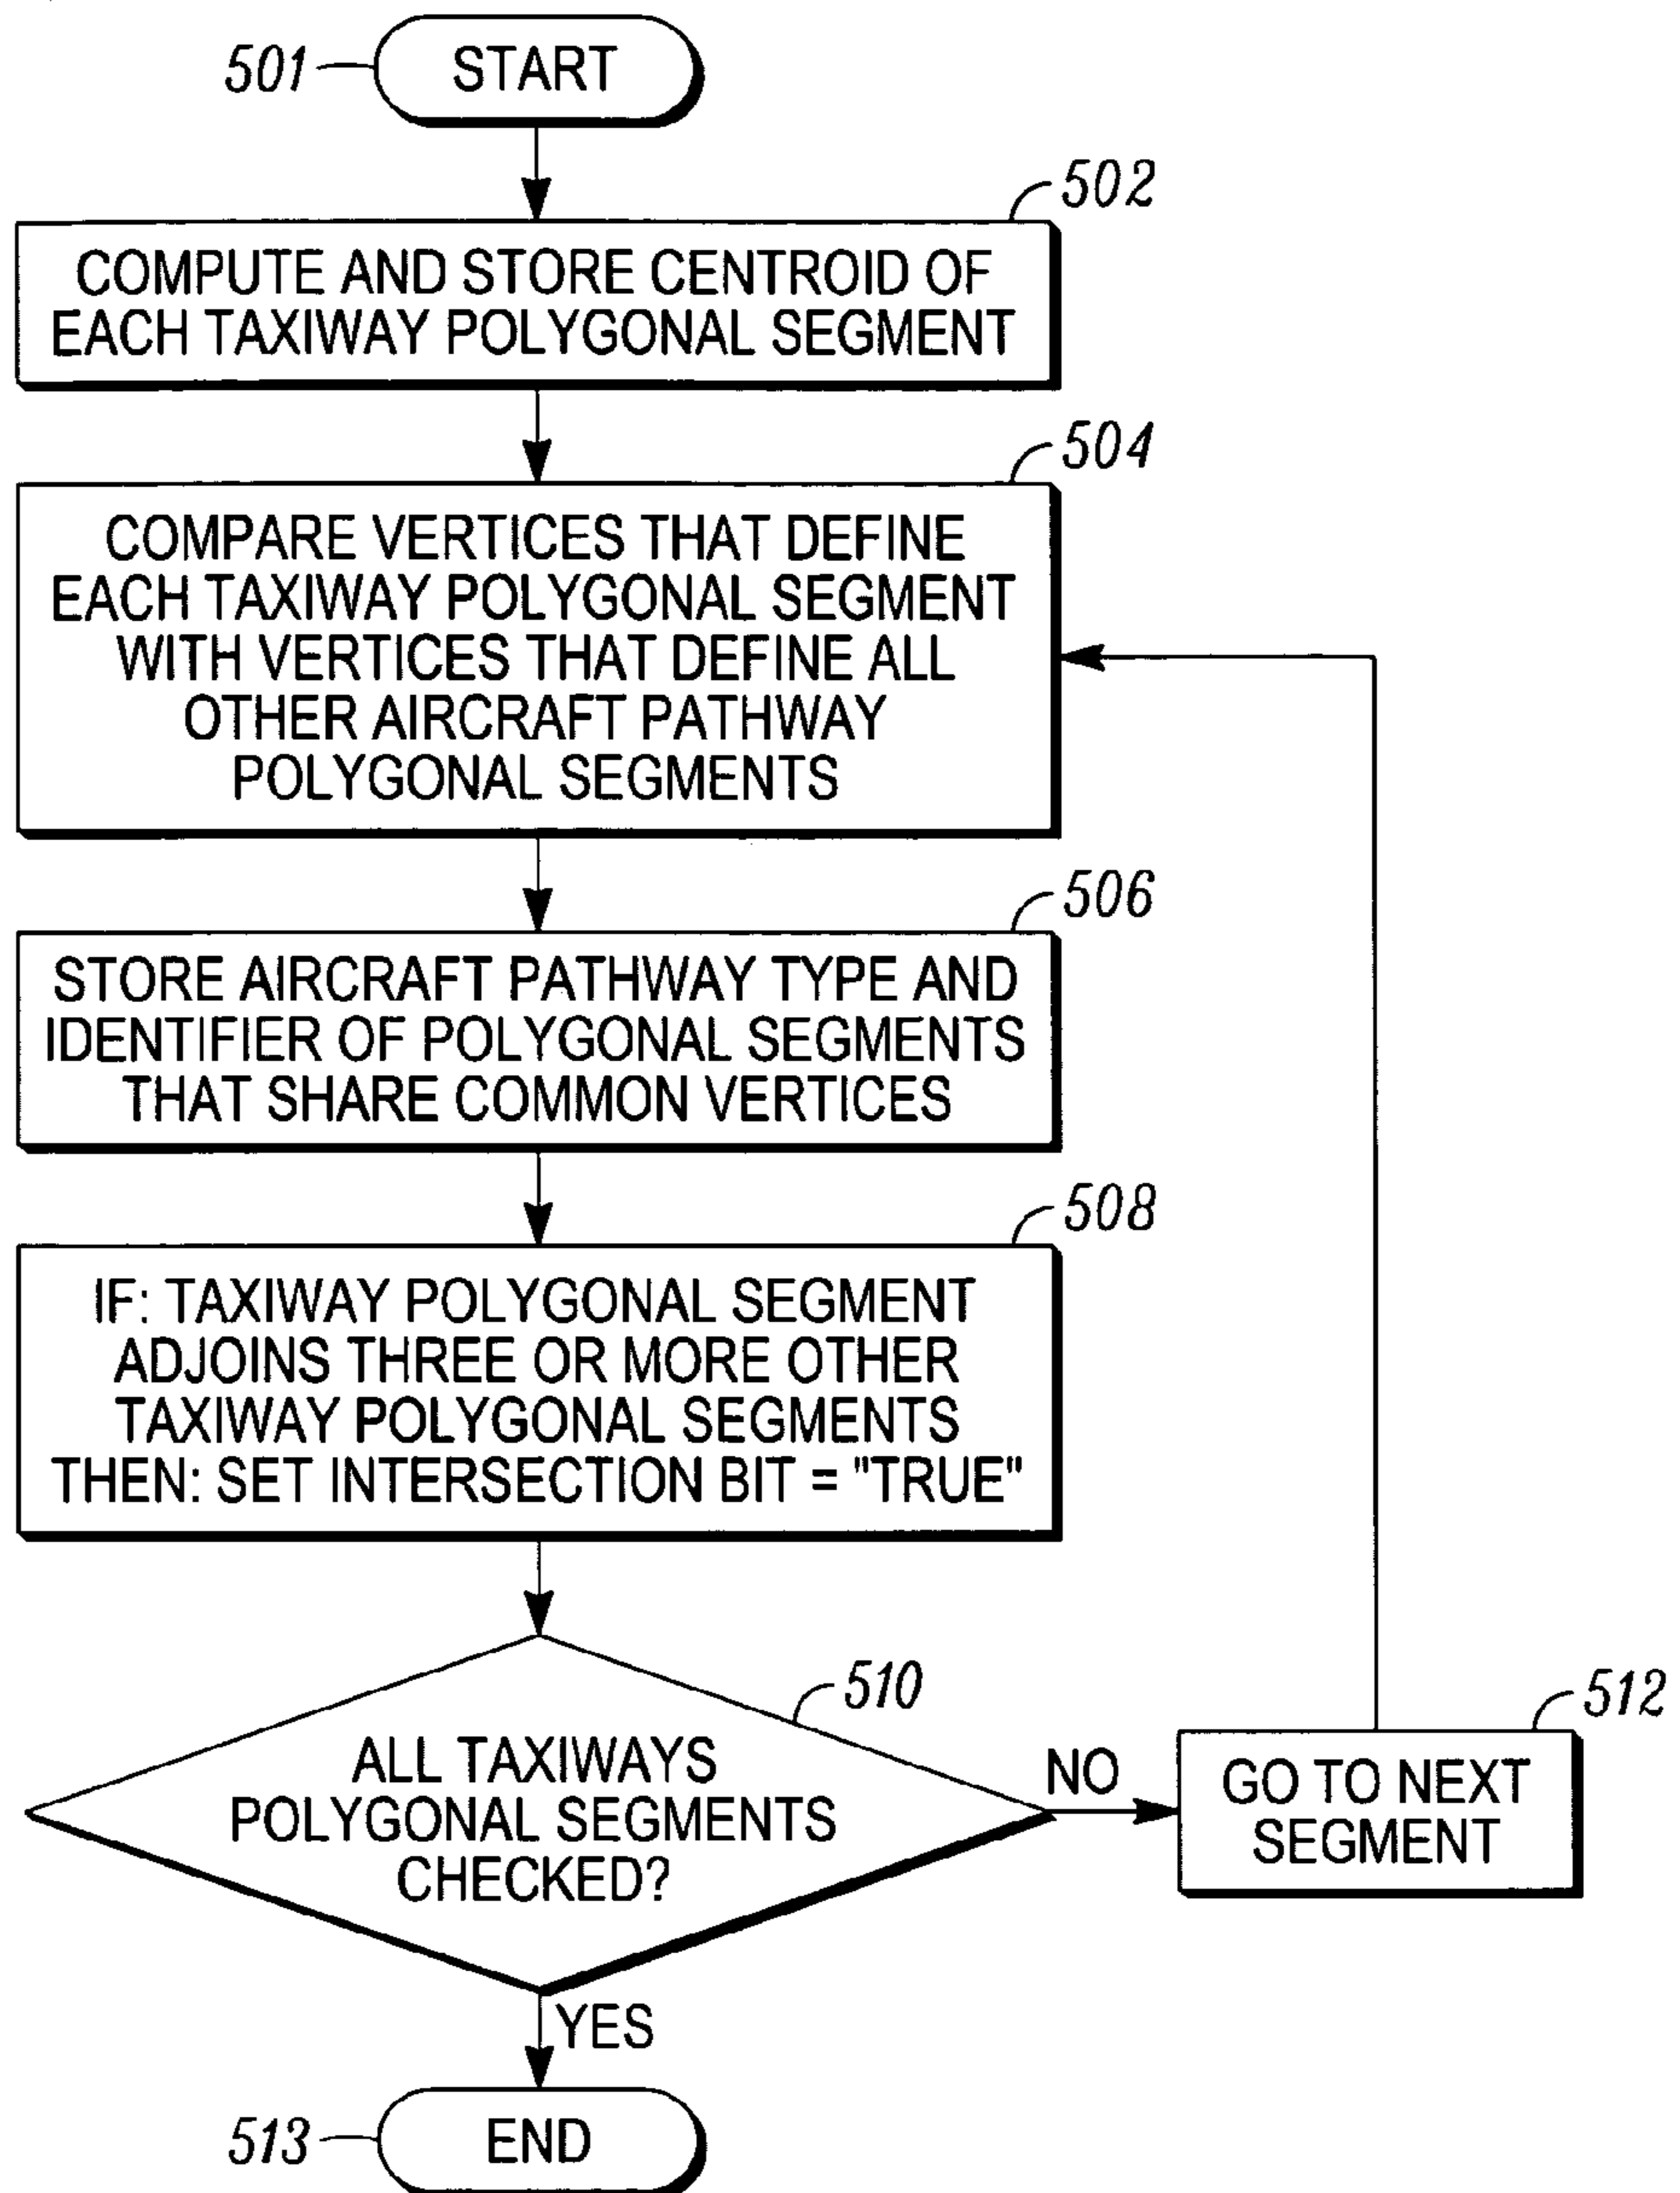 501
START
502
COMPUTE AND STORE CENTROID OF
EACH TAXIWAY POLYGONAL SEGMENT
504
COMPARE VERTICES THAT DEFINE
EACH TAXIWAY POLYGONAL SEGMENT
WITH VERTICES THAT DEFINE ALL
OTHER AIRCRAFT PATHWAY
POLYGONAL SEGMENTS
506
STORE AIRCRAFT PATHWAY TYPE AND
IDENTIFIER OF POLYGONAL SEGMENTS
THAT SHARE COMMON VERTICES
508
IF: TAXIWAY POLYGONAL SEGMENT
ADJOINS THREE OR MORE OTHER
TAXIWAY POLYGONAL SEGMENTS
THEN: SET INTERSECTION BIT = "TRUE"
510
ALL TAXIWAYS
POLYGONAL SEGMENTS
CHECKED?
NO
512
GO TO NEXT
SEGMENT
YES
513
END